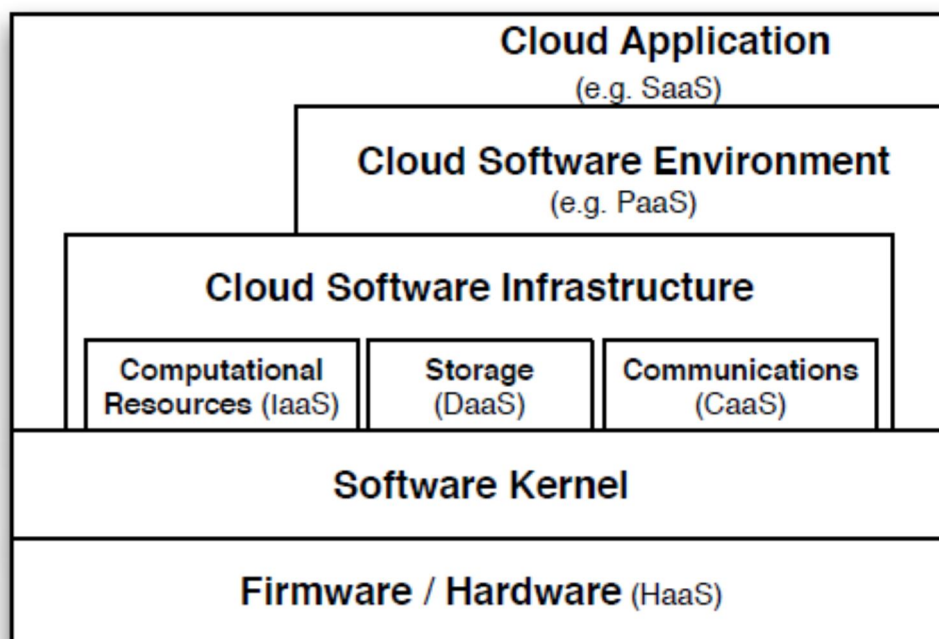 Cloud Application
(e.g. SaaS)
Cloud Software Environment
(e.g. PaaS)
Cloud Software Infrastructure
Computational
Resources (IaaS)
Storage
(DaaS)
Communications
(CaaS)
Software Kernel
Firmware / Hardware (HaaS)